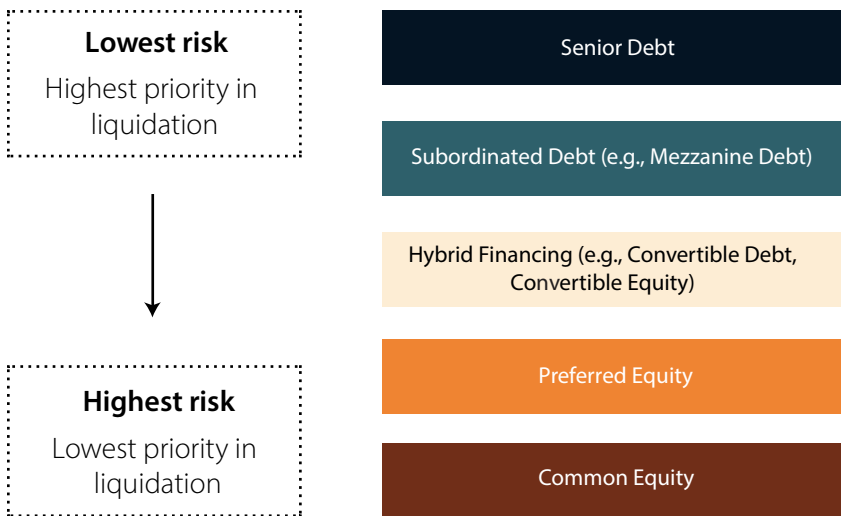 Lowest risk
Highest priority in
liquidation
Highest risk
Lowest priority in
liquidation
Senior Debt
Subordinated Debt (e.g., Mezzanine Debt)
Hybrid Financing (e.g., Convertible Debt,
Convertible Equity)
Preferred Equity
Common Equity